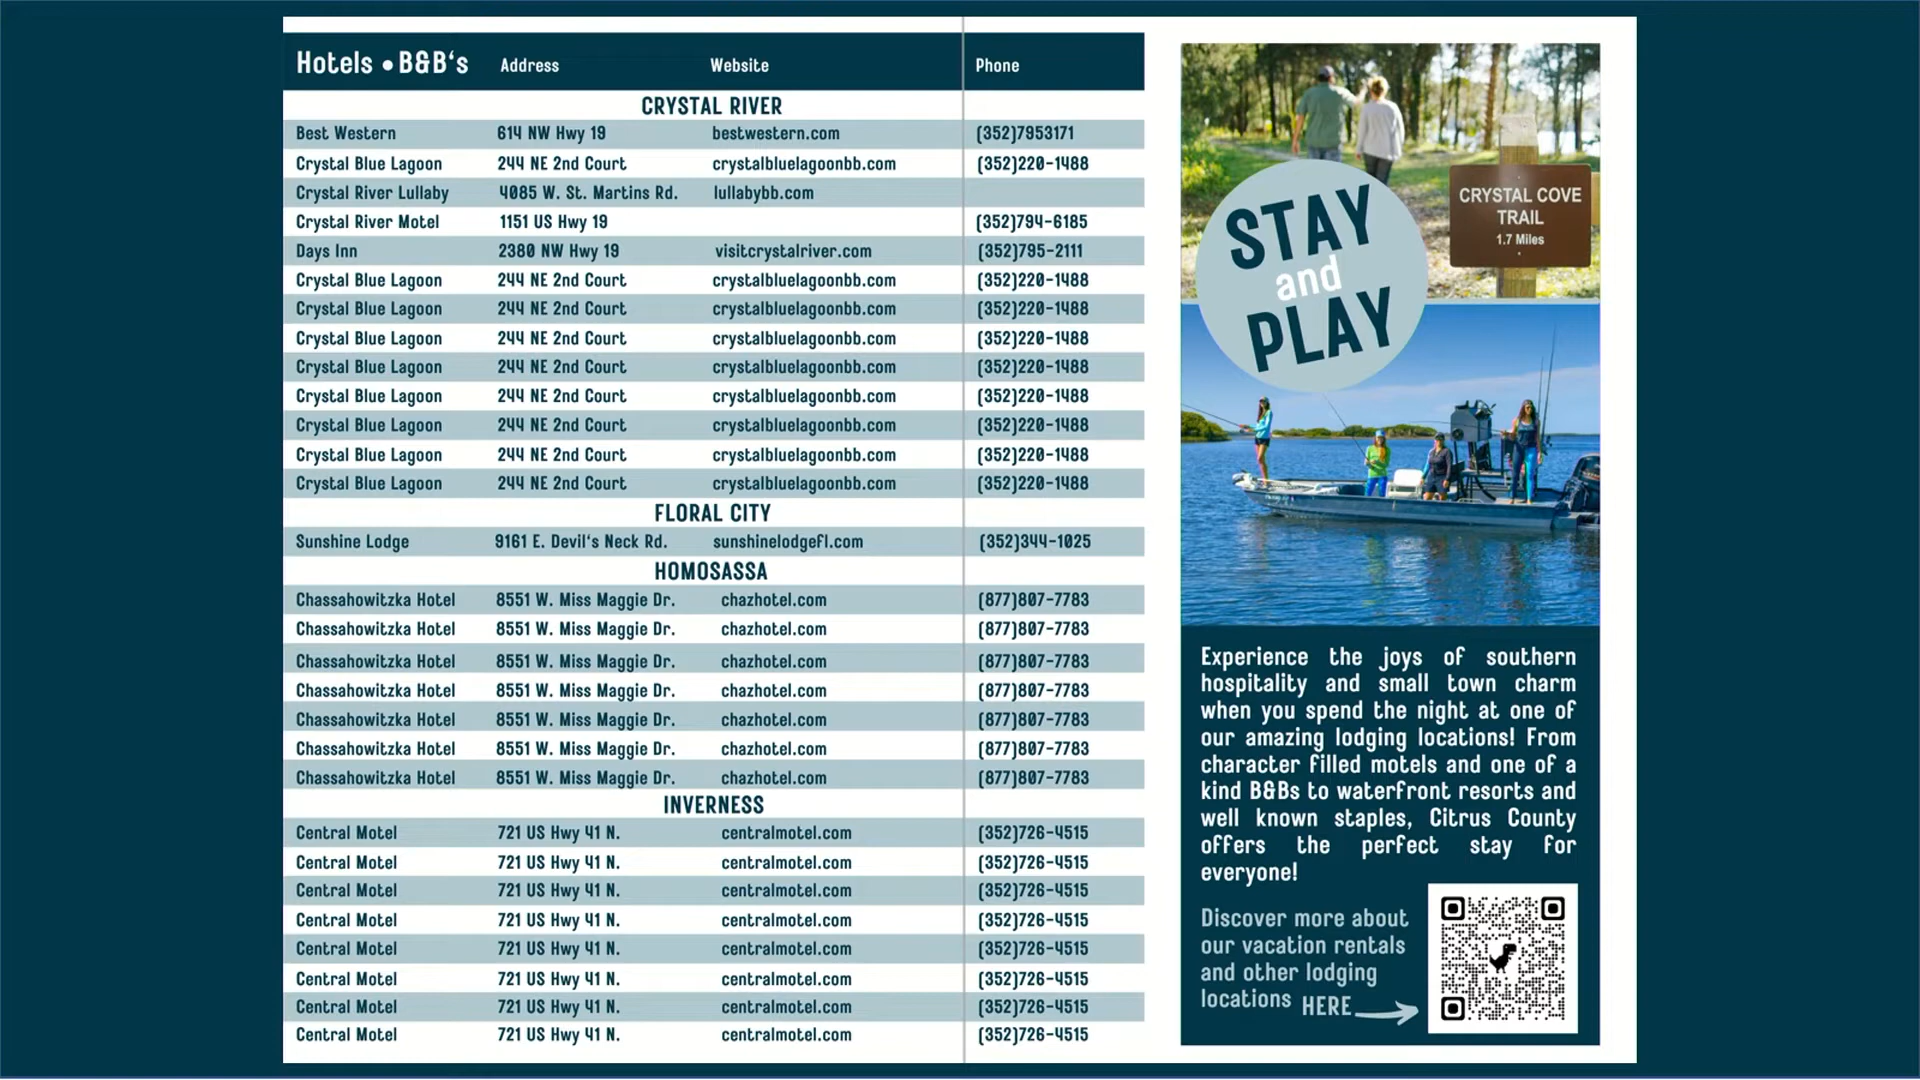 Hotels • B&B‘s Address Website Phone
CRYSTAL RIVER
Best Western 614 NW Hwy 19 bestwestern.com (352)7953171
Crystal Blue Lagoon 244 NE 2nd Court crystalbluelagoonbb.com (352)220-1488
Crystal River Lullaby 4085 W. St. Martins Rd. lullabybb.com
Crystal River Motel 1151 US Hwy 19 (352)794-6185
Days Inn 2380 NW Hwy 19 visitcrystalriver.com (352)795-2111
Crystal Blue Lagoon 244 NE 2nd Court crystalbluelagoonbb.com (352)220-1488
Crystal Blue Lagoon 244 NE 2nd Court crystalbluelagoonbb.com (352)220-1488
Crystal Blue Lagoon 244 NE 2nd Court crystalbluelagoonbb.com (352)220-1488
Crystal Blue Lagoon 244 NE 2nd Court crystalbluelagoonbb.com (352)220-1488
Crystal Blue Lagoon 244 NE 2nd Court crystalbluelagoonbb.com (352)220-1488
Crystal Blue Lagoon 244 NE 2nd Court crystalbluelagoonbb.com (352)220-1488
Crystal Blue Lagoon 244 NE 2nd Court crystalbluelagoonbb.com (352)220-1488
Crystal Blue Lagoon 244 NE 2nd Court crystalbluelagoonbb.com (352)220-1488
FLORAL CITY
Sunshine Lodge 9161 E. Devil‘s Neck Rd. sunshinelodgefl.com (352)344-1025
HOMOSASSA
Chassahowitzka Hotel 8551 W. Miss Maggie Dr. chazhotel.com (877)807-7783
Chassahowitzka Hotel 8551 W. Miss Maggie Dr. chazhotel.com (877)807-7783
Chassahowitzka Hotel 8551 W. Miss Maggie Dr. chazhotel.com (877)807-7783
Chassahowitzka Hotel 8551 W. Miss Maggie Dr. chazhotel.com (877)807-7783
Chassahowitzka Hotel 8551 W. Miss Maggie Dr. chazhotel.com (877)807-7783
Chassahowitzka Hotel 8551 W. Miss Maggie Dr. chazhotel.com (877)807-7783
Chassahowitzka Hotel 8551 W. Miss Maggie Dr. chazhotel.com (877)807-7783
INVERNESS
Central Motel 721 US Hwy 41 N. centralmotel.com (352)726-4515
Central Motel 721 US Hwy 41 N. centralmotel.com (352)726-4515
Central Motel 721 US Hwy 41 N. centralmotel.com (352)726-4515
Central Motel 721 US Hwy 41 N. centralmotel.com (352)726-4515
Central Motel 721 US Hwy 41 N. centralmotel.com (352)726-4515
Central Motel 721 US Hwy 41 N. centralmotel.com (352)726-4515
Central Motel 721 US Hwy 41 N. centralmotel.com (352)726-4515
Central Motel 721 US Hwy 41 N. centralmotel.com (352)726-4515
CRYSTAL COVE
TRAIL
1.7 Miles
STAY
and
PLAY
Experience the joys of southern
hospitality and small town charm
when you spend the night at one of
our amazing lodging locations! From
character filled motels and one of a
kind B&Bs to waterfront resorts and
well known staples, Citrus County
offers the perfect stay for
everyone!
Discover more about
our vacation rentals
and other lodging
locations HERE